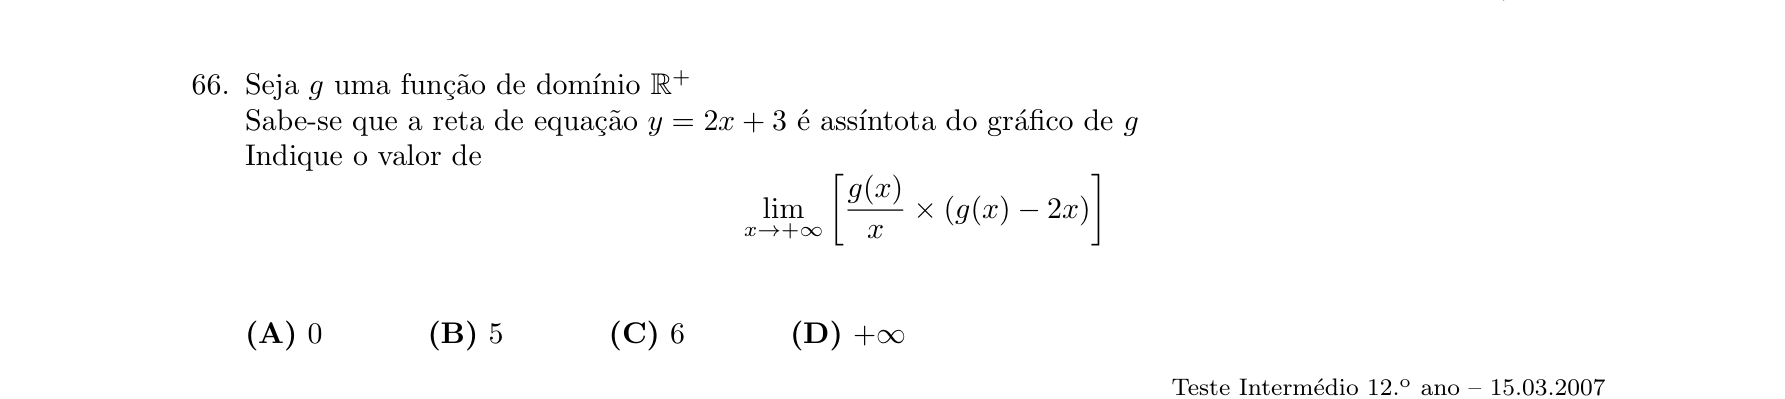 66. Seja g uma função de domínio ℝ⁺
Sabe-se que a reta de equação y = 2x + 3 é assíntota do gráfico de g
Indique o valor de
lim x→+∞ [g(x)/x × (g(x) − 2x)]
(A) 0 (B) 5 (C) 6 (D) +∞
Teste Intermédio 12.º ano – 15.03.2007